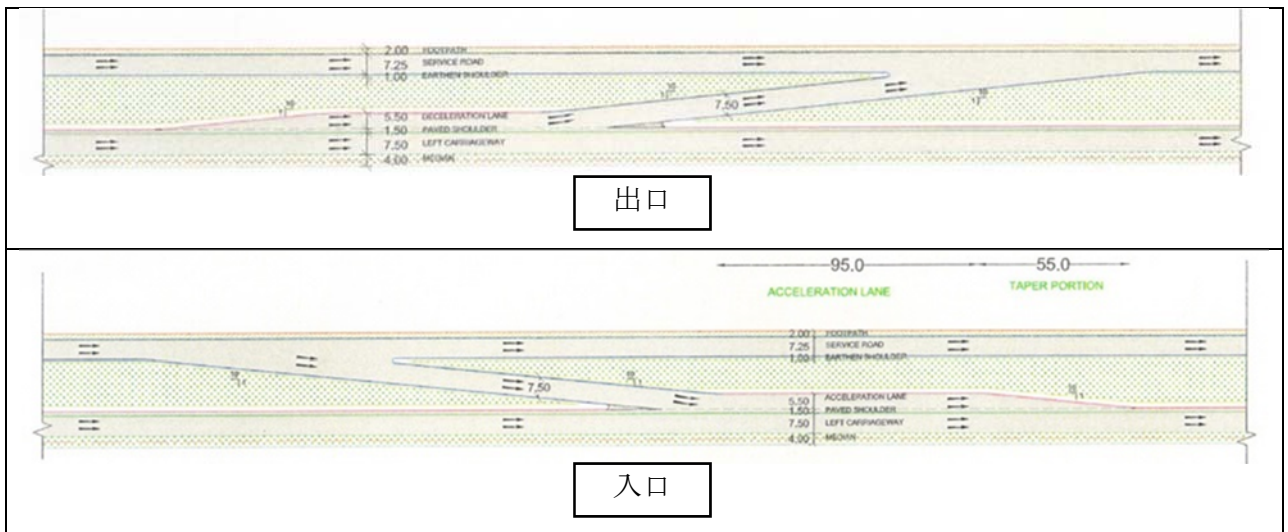 2.00 FOOTPATH
7.25 SERVICE ROAD
1.00 EARTHEN SHOULDER
7.50
5.50 DECELERATION LANE
1.50 PAVED SHOULDER
7.50 LEFT CARRIAGEWAY
4.00 MEDIAN
出口
95.0 55.0
ACCELERATION LANE TAPER PORTION
2.00 FOOTPATH
7.25 SERVICE ROAD
1.00 EARTHEN SHOULDER
7.50
5.50 ACCELERATION LANE
1.50 PAVED SHOULDER
7.50 LEFT CARRIAGEWAY
4.00 MEDIAN
入口